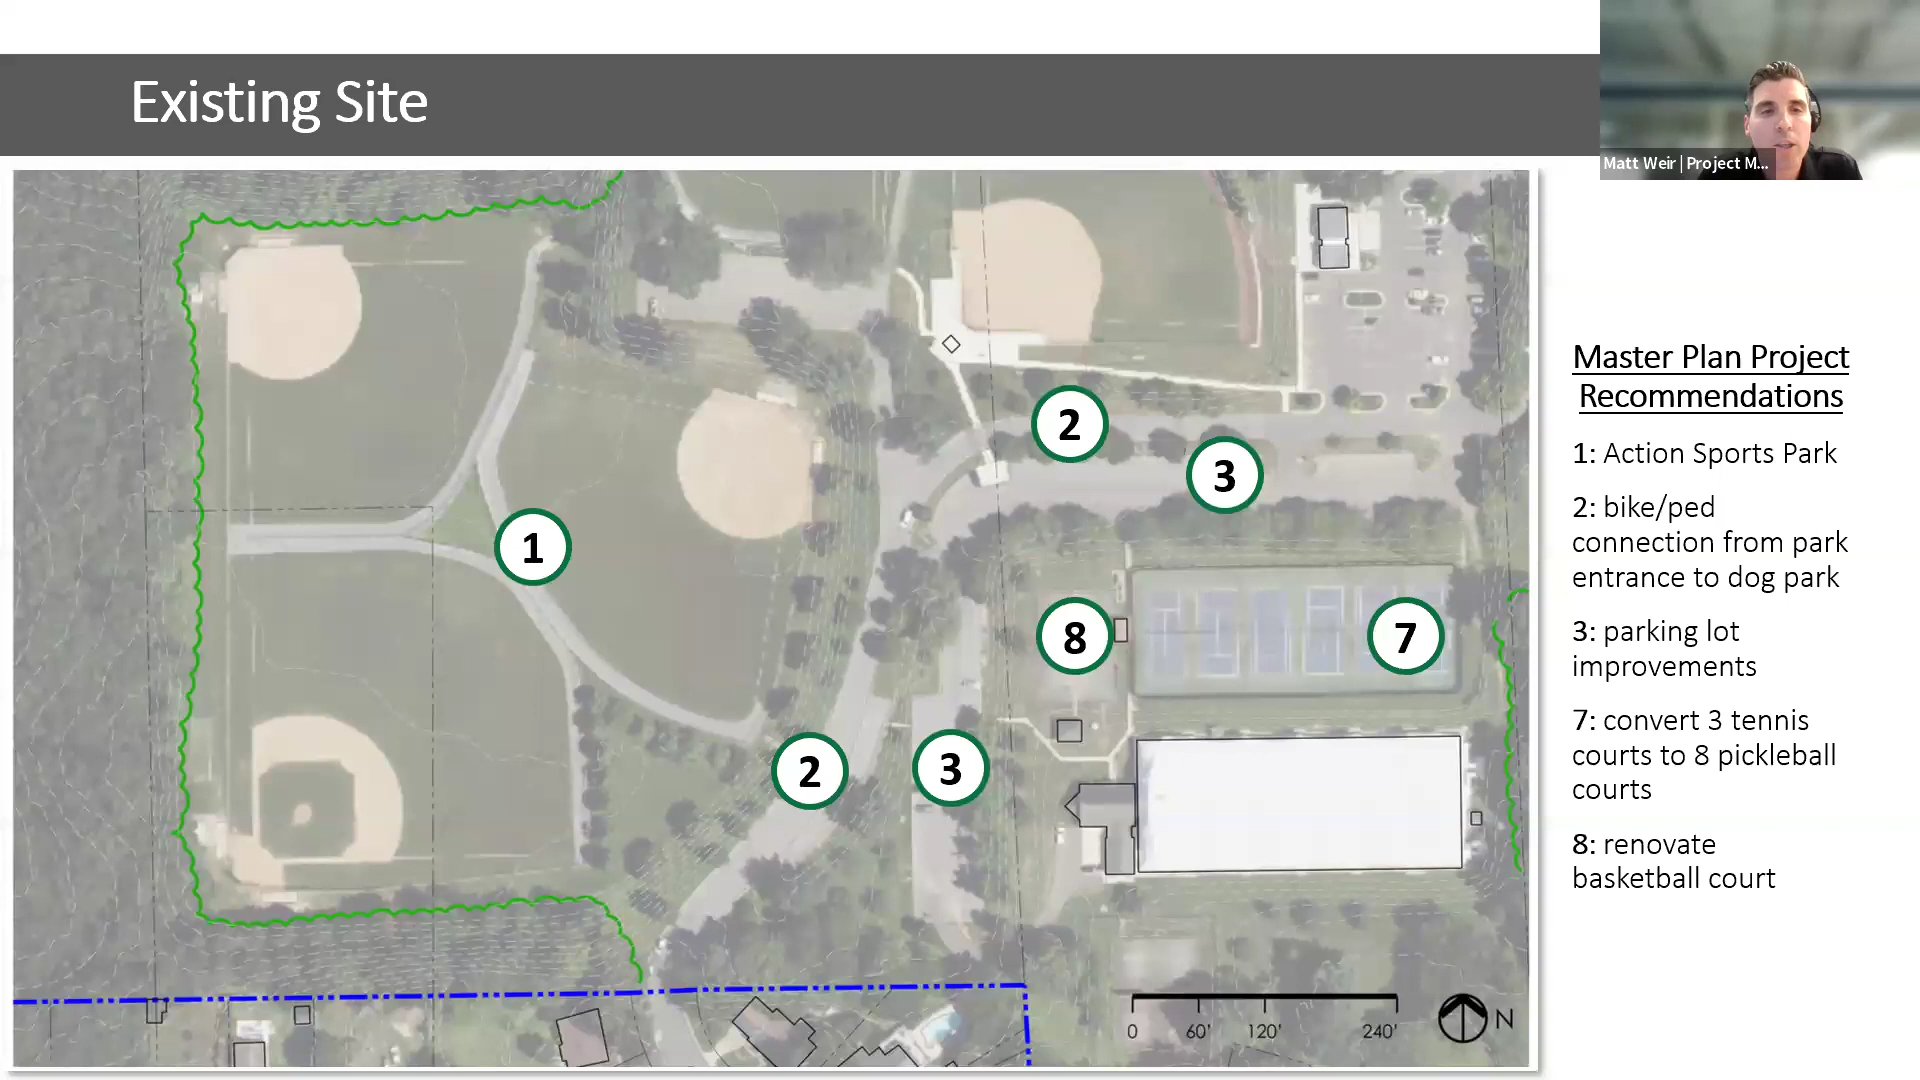 Existing Site
Matt Weir | Project M...
2
3
1
8
7
2
3
0 60' 120' 240'
N
Master Plan Project
Recommendations
1: Action Sports Park
2: bike/ped
connection from park
entrance to dog park
3: parking lot
improvements
7: convert 3 tennis
courts to 8 pickleball
courts
8: renovate
basketball court